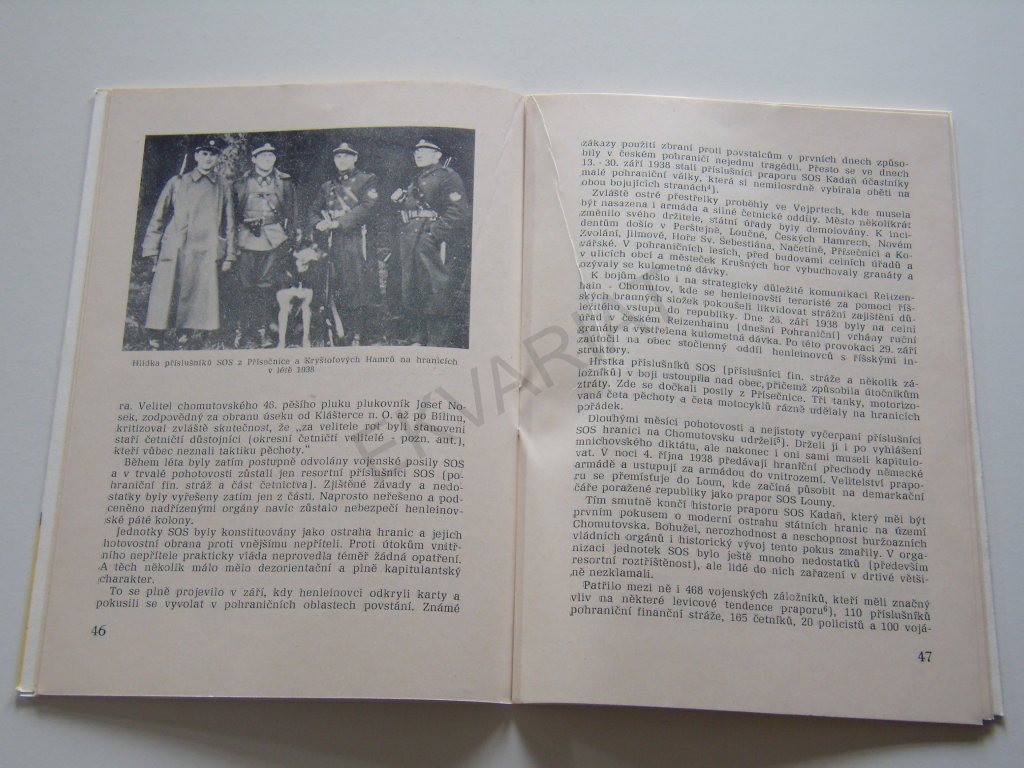 Hlídka příslušníků SOS z Přísečnice a Kryštofových Hamrů na hranicích
v létě 1938
ra. Velitel chomutovského 46. pěšího pluku plukovník Josef No-
sek, zodpovědný za obranu úseku od Klášterce n. O. až po Bílinu,
kritizoval zvláště skutečnost, že „za velitele rot byli stanoveni
staří četničtí důstojníci (okresní četničtí velitelé - pozn. aut.),
kteří vůbec neznali taktiku pěchoty."
Během léta byly zatím postupně odvolány vojenské posily SOS
a v trvalé pohotovosti zůstali jen resortní příslušníci SOS (po-
hraniční fin. stráž a část četnictva). Zjištěné závady a nedo-
statky byly vyřešeny zatím jen z části. Naprosto neřešeno a pod-
ceněno nadřízenými orgány navíc zůstalo nebezpečí henleinov-
ské páté kolony.
Jednotky SOS byly konstituovány jako ostraha hranic a jejich
pohotovostní obrana proti vnějšímu nepříteli. Proti útokům vnitř-
ního nepřítele prakticky vláda neprovedla téměř žádná opatření.
A těch několik málo mělo dezorientační a plně kapitulantský
charakter.
To se plně projevilo v září, kdy henleinovci odkryli karty a
pokusili se vyvolat v pohraničních oblastech povstání. Známé
46
zákazy použití zbraní proti povstalcům v prvních dnech způso-
bily v českém pohraničí nejednu tragédii. Přesto se ve dnech
13. - 30. září 1938 stali příslušníci praporu SOS Kadaň účastníky
malé pohraniční války, která si nemilosrdně vybírala oběti na
obou bojujících stranách⁴).
Zvláště ostré přestřelky proběhly ve Vejprtech, kde musela
být nasazena i armáda a silné četnické oddíly. Město několikrát
změnilo svého držitele, státní úřady byly demolovány. K inci-
dentům došlo v Perštejně, Loučné, Českých Hamrech, Novém
Zvolání, Jilmové, Hoře Sv. Šebestiána, Načetíně, Přísečnici a Ko-
vářské. V pohraničních lesích, před budovami celních úřadů a
v ulicích obcí a městeček Krušných hor vybuchovaly granáty a
ozývaly se kulometné dávky.
K bojům došlo i na strategicky důležité komunikaci Reitzen-
hain - Chomutov, kde se henleinovští teroristé za pomoci říš-
ských branných složek pokoušeli likvidovat strážní zajištění dů-
ležitého vstupu do republiky. Dne 26. září 1938 byly na celní
úřad v českém Reizenhainu (dnešní Pohraniční) vrhány ruční
granáty a vystřelena kulometná dávka. Po této provokaci 29. září
zaútočil na obec stočlenný oddíl henleinovců s říšskými in-
struktory.
Hrstka příslušníků SOS (příslušníci fin. stráže a několik zá-
ložníků) v boji ustoupila nad obec, přičemž způsobila útočníkům
ztráty. Zde se dočkali posily z Přísečnice. Tři tanky, motorizo-
vaná četa pěchoty a četa motocyklů rázně udělaly na hranicích
pořádek.
Dlouhými měsíci pohotovosti a nejistoty vyčerpaní příslušníci
SOS hranici na Chomutovsku udrželi⁵). Drželi ji i po vyhlášení
mnichovského diktátu, ale nakonec i oni sami museli kapitulo-
vat. V noci 4. října 1938 předávají hraniční přechody německé
armádě a ustupují za armádou do vnitrozemí. Velitelství prapo-
ru se přemísťuje do Loun, kde začíná působit na demarkační
čáře poražené republiky jako prapor SOS Louny.
Tím smutně končí historie praporu SOS Kadaň, který měl být
prvním pokusem o moderní ostrahu státních hranic na území
Chomutovska. Bohužel, nerozhodnost a neschopnost buržoazních
vládních orgánů i historický vývoj tento pokus zmařily. V orga-
nizaci jednotek SOS bylo ještě mnoho nedostatků (především
resortní roztříštěnost), ale lidé do nich zařazení v drtivé větši-
ně nezklamali.
Patřilo mezi ně i 468 vojenských záložníků, kteří měli značný
vliv na některé levicové tendence praporu⁶), 110 příslušníků
pohraniční finanční stráže, 165 četníků, 20 policistů a 100 vojá-
47